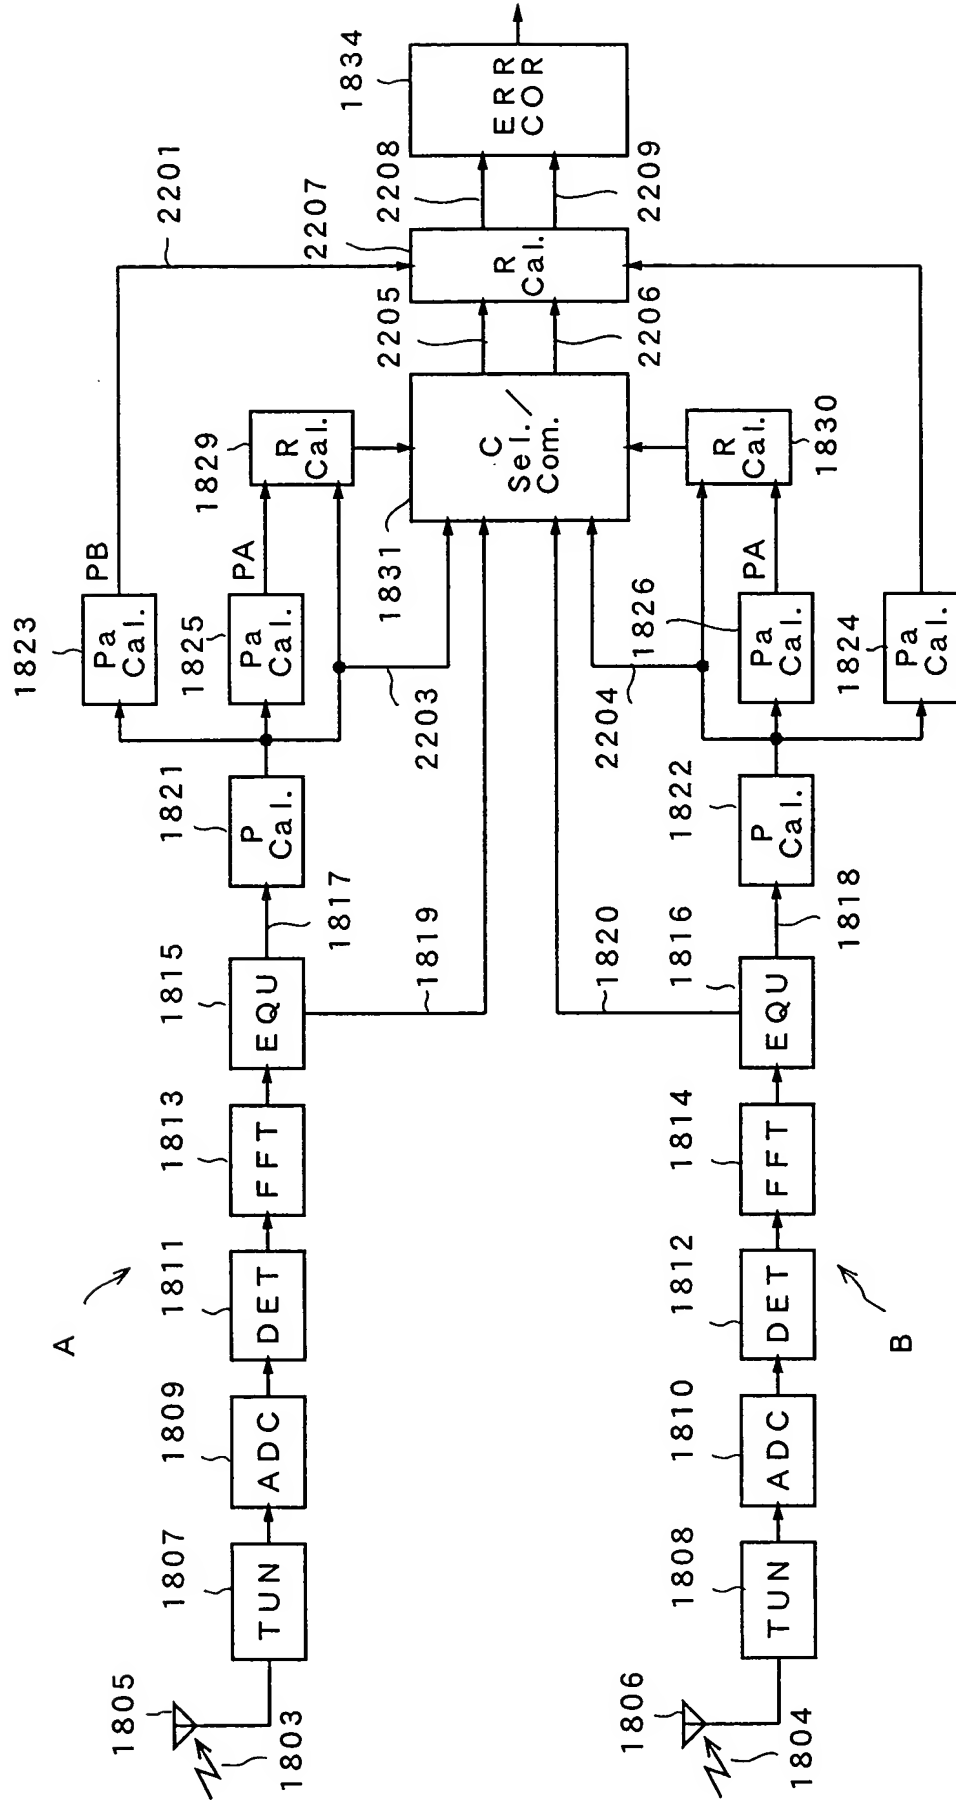 A
1803
1805
1807
TUN
1809
ADC
1811
DET
1813
FFT
1815
EQU
1817
1819
1821
P
Cal.
1823
Pa
Cal.
PB
1825
Pa
Cal.
PA
2203
1829
R
Cal.
1831
C
Sel./
Com.
2201
2205
2206
2207
R
Cal.
2208
2209
1834
ERR
COR
B
1804
1806
1808
TUN
1810
ADC
1812
DET
1814
FFT
1816
EQU
1818
1820
1822
P
Cal.
2204
1826
Pa
Cal.
PA
1824
Pa
Cal.
1830
R
Cal.